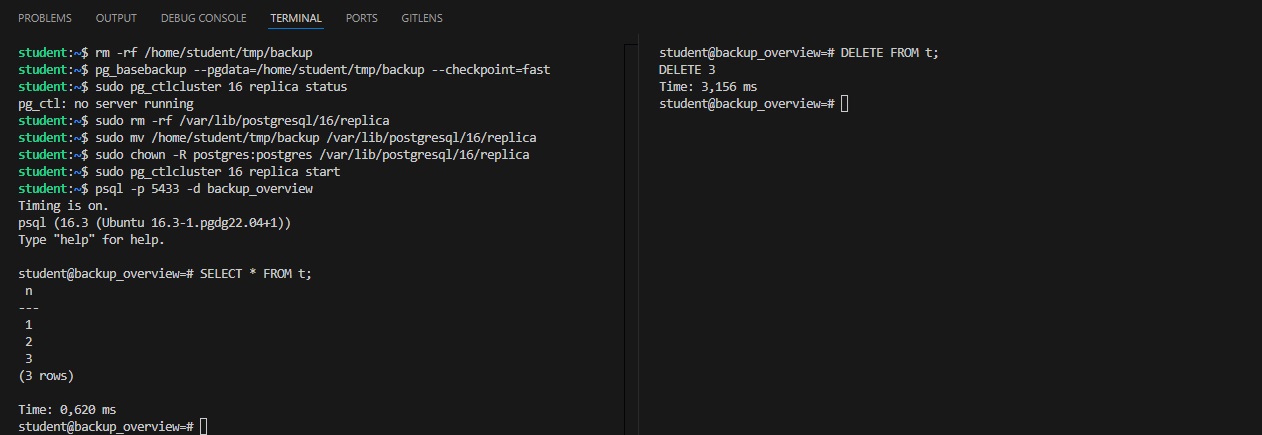 PROBLEMS OUTPUT DEBUG CONSOLE TERMINAL PORTS GITLENS
student:~$ rm -rf /home/student/tmp/backup
student:~$ pg_basebackup --pgdata=/home/student/tmp/backup --checkpoint=fast
student:~$ sudo pg_ctlcluster 16 replica status
pg_ctl: no server running
student:~$ sudo rm -rf /var/lib/postgresql/16/replica
student:~$ sudo mv /home/student/tmp/backup /var/lib/postgresql/16/replica
student:~$ sudo chown -R postgres:postgres /var/lib/postgresql/16/replica
student:~$ sudo pg_ctlcluster 16 replica start
student:~$ psql -p 5433 -d backup_overview
Timing is on.
psql (16.3 (Ubuntu 16.3-1.pgdg22.04+1))
Type "help" for help.
student@backup_overview=# SELECT * FROM t;
n
---
1
2
3
(3 rows)
Time: 0,620 ms
student@backup_overview=#
student@backup_overview=# DELETE FROM t;
DELETE 3
Time: 3,156 ms
student@backup_overview=#